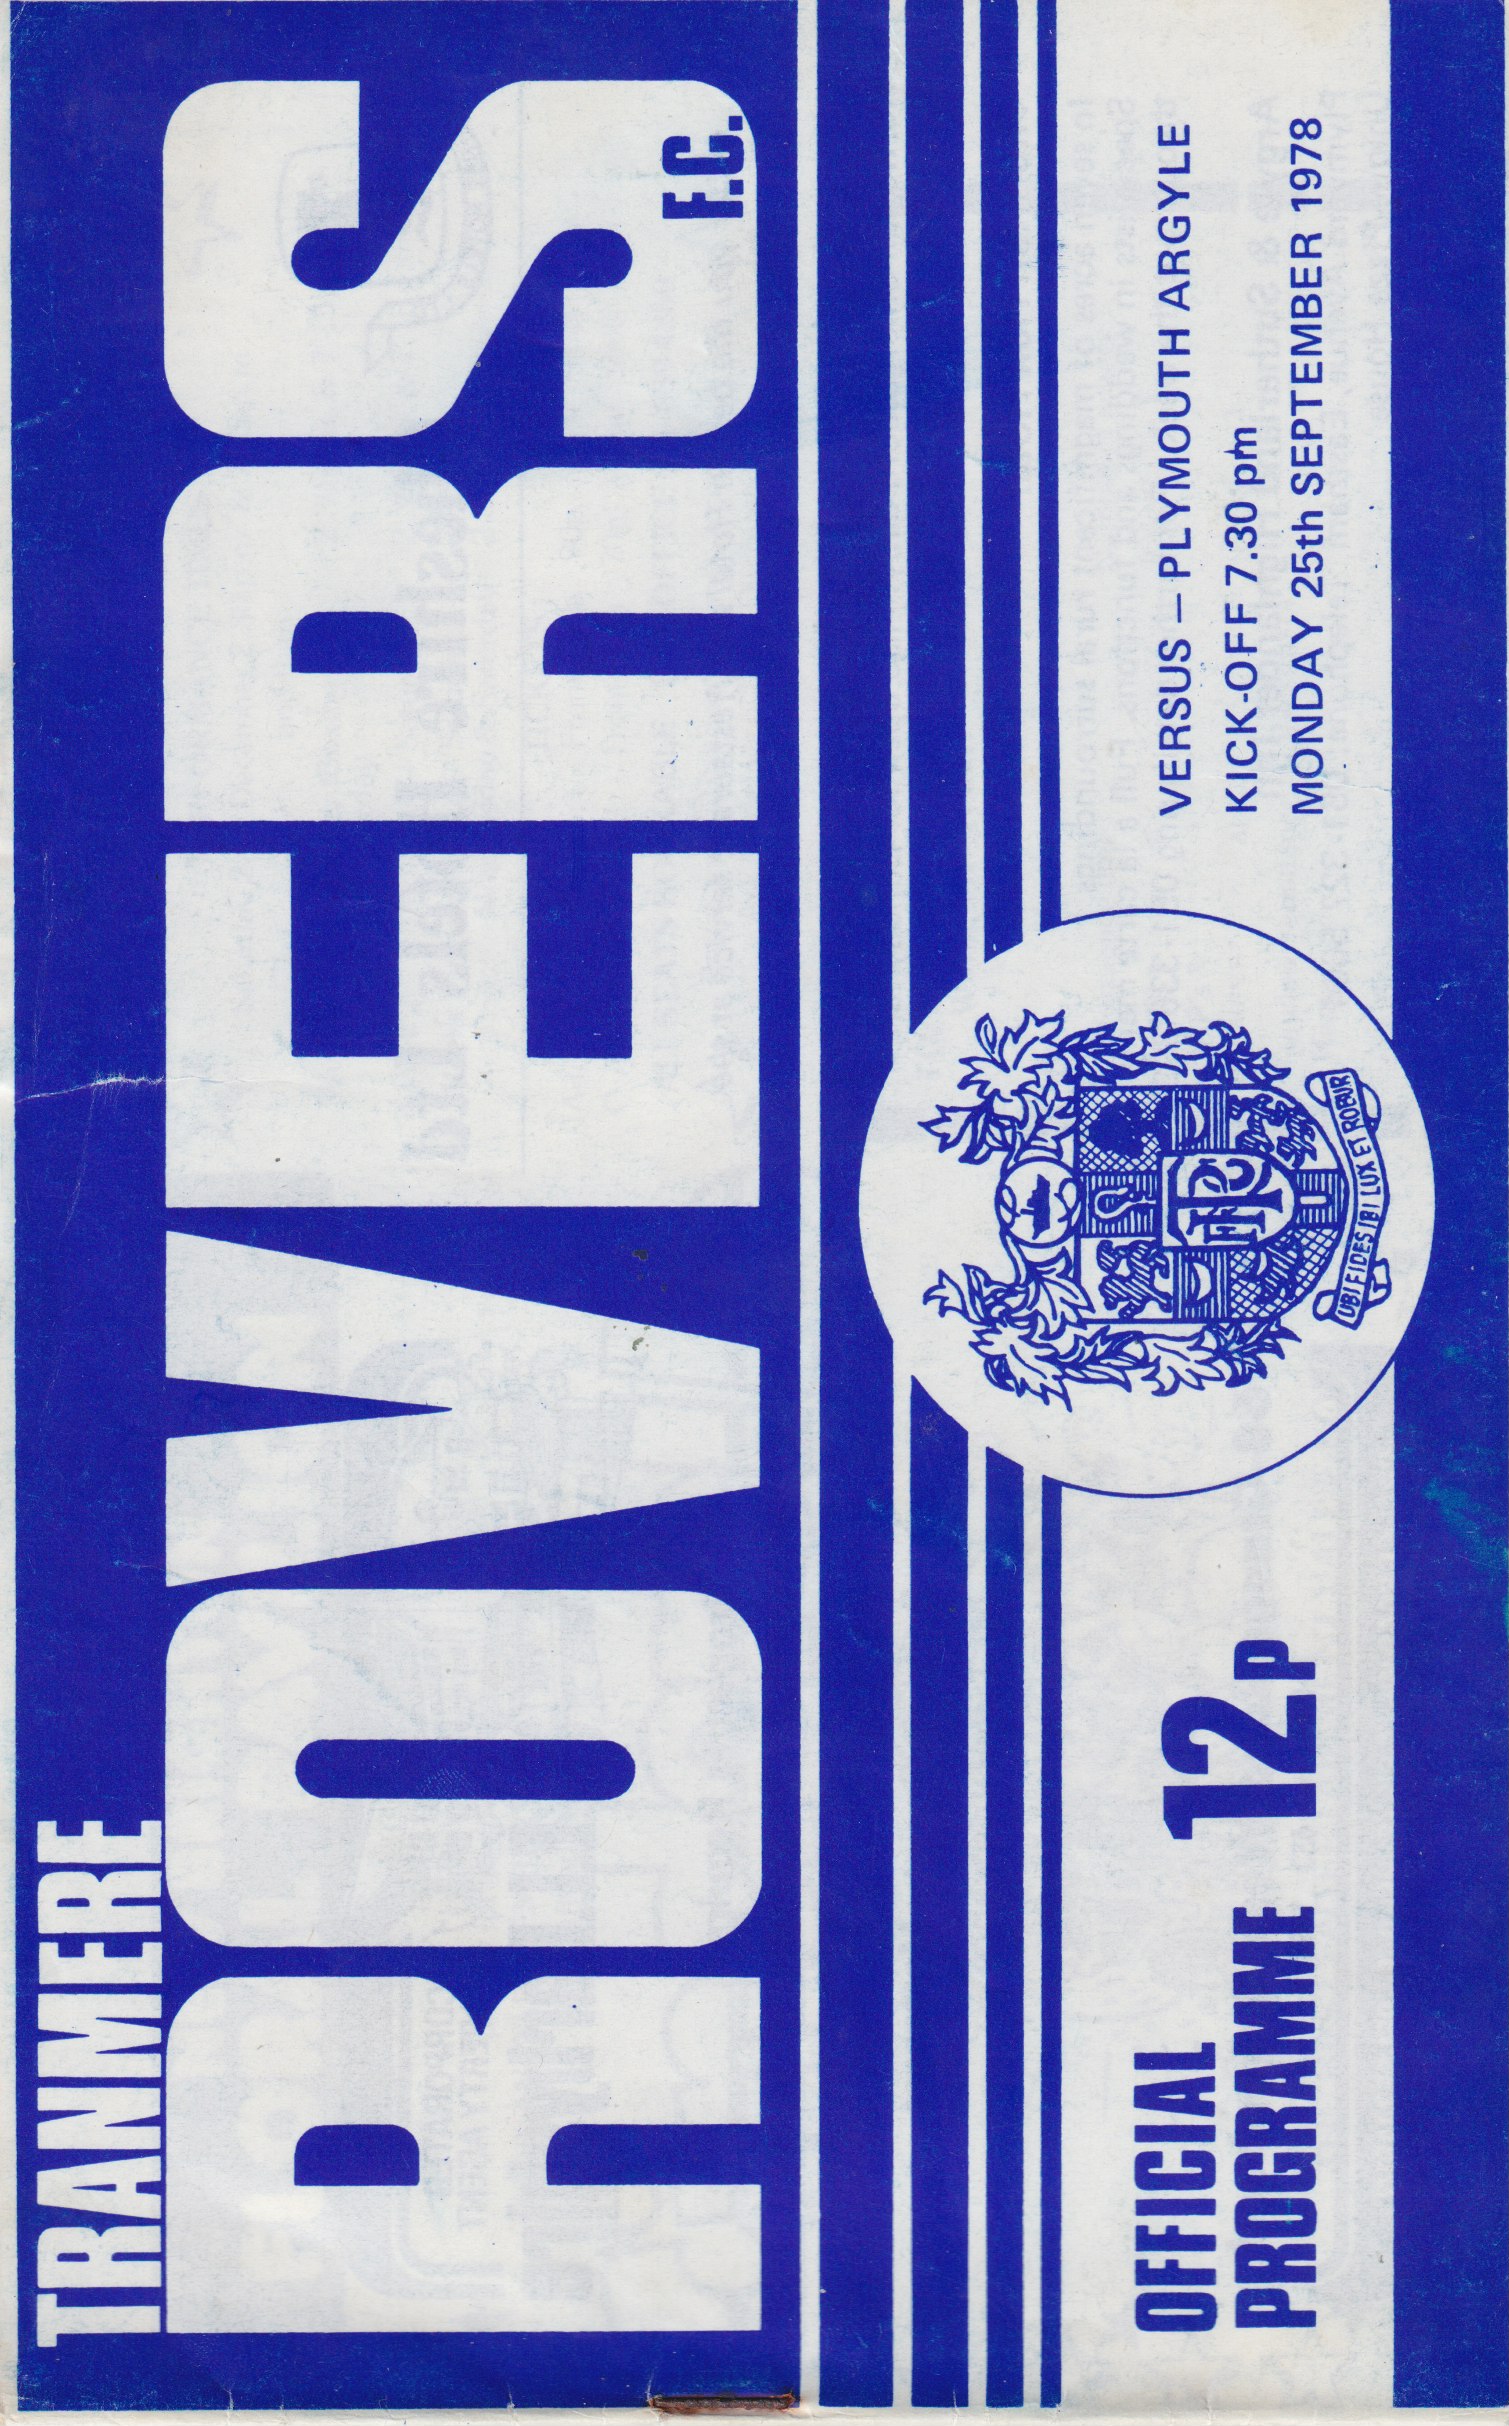 TRANMERE
ROVERS
F.C.
VERSUS – PLYMOUTH ARGYLE
KICK-OFF 7.30 pm
MONDAY 25th SEPTEMBER 1978
TRFC
UBI FIDES IBI LUX ET ROBUR
OFFICIAL
PROGRAMME 12p